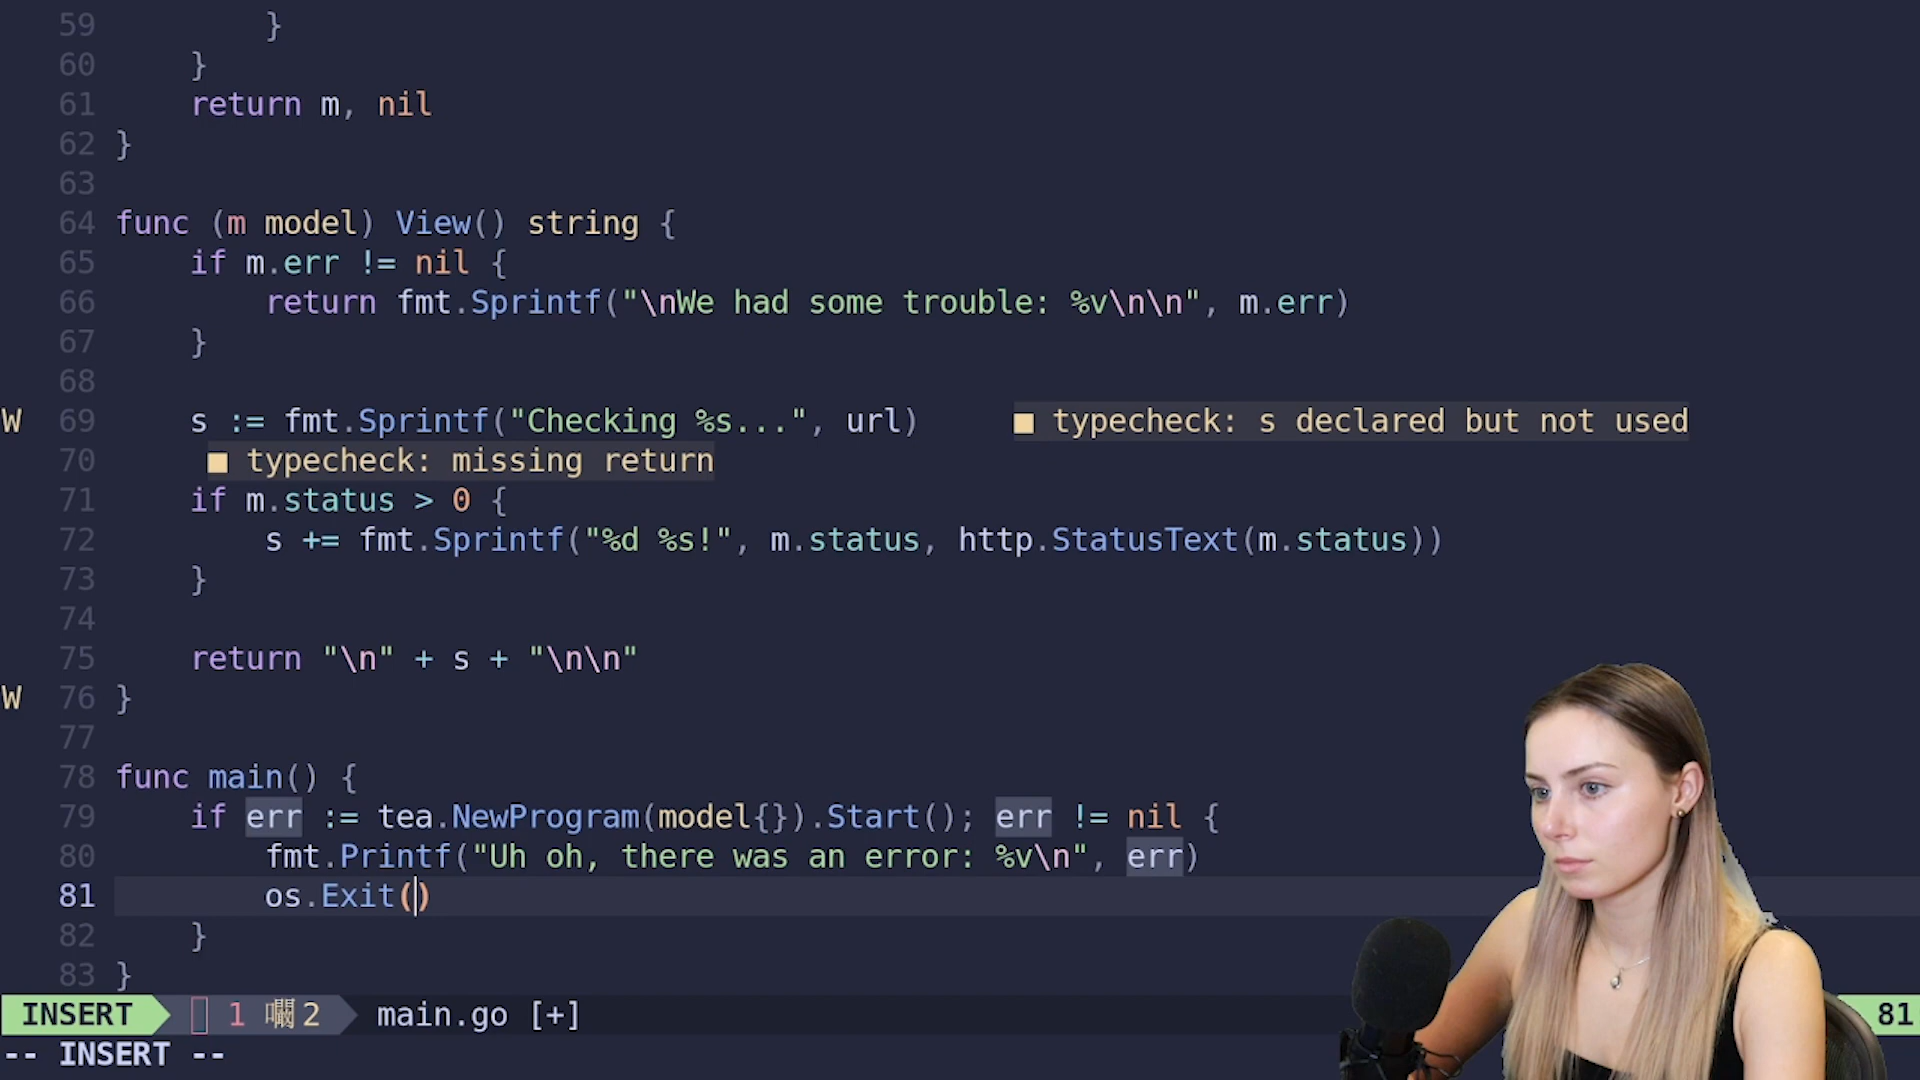 59 }
60 }
61 return m, nil
62 }
63
64 func (m model) View() string {
65 if m.err != nil {
66 return fmt.Sprintf("\nWe had some trouble: %v\n\n", m.err)
67 }
68
W 69 s := fmt.Sprintf("Checking %s...", url) ■ typecheck: s declared but not used
70 ■ typecheck: missing return
71 if m.status > 0 {
72 s += fmt.Sprintf("%d %s!", m.status, http.StatusText(m.status))
73 }
74
75 return "\n" + s + "\n\n"
W 76 }
77
78 func main() {
79 if err := tea.NewProgram(model{}).Start(); err != nil {
80 fmt.Printf("Uh oh, there was an error: %v\n", err)
81 os.Exit()
82 }
83 }
INSERT 1 2 main.go [+] 81
-- INSERT --